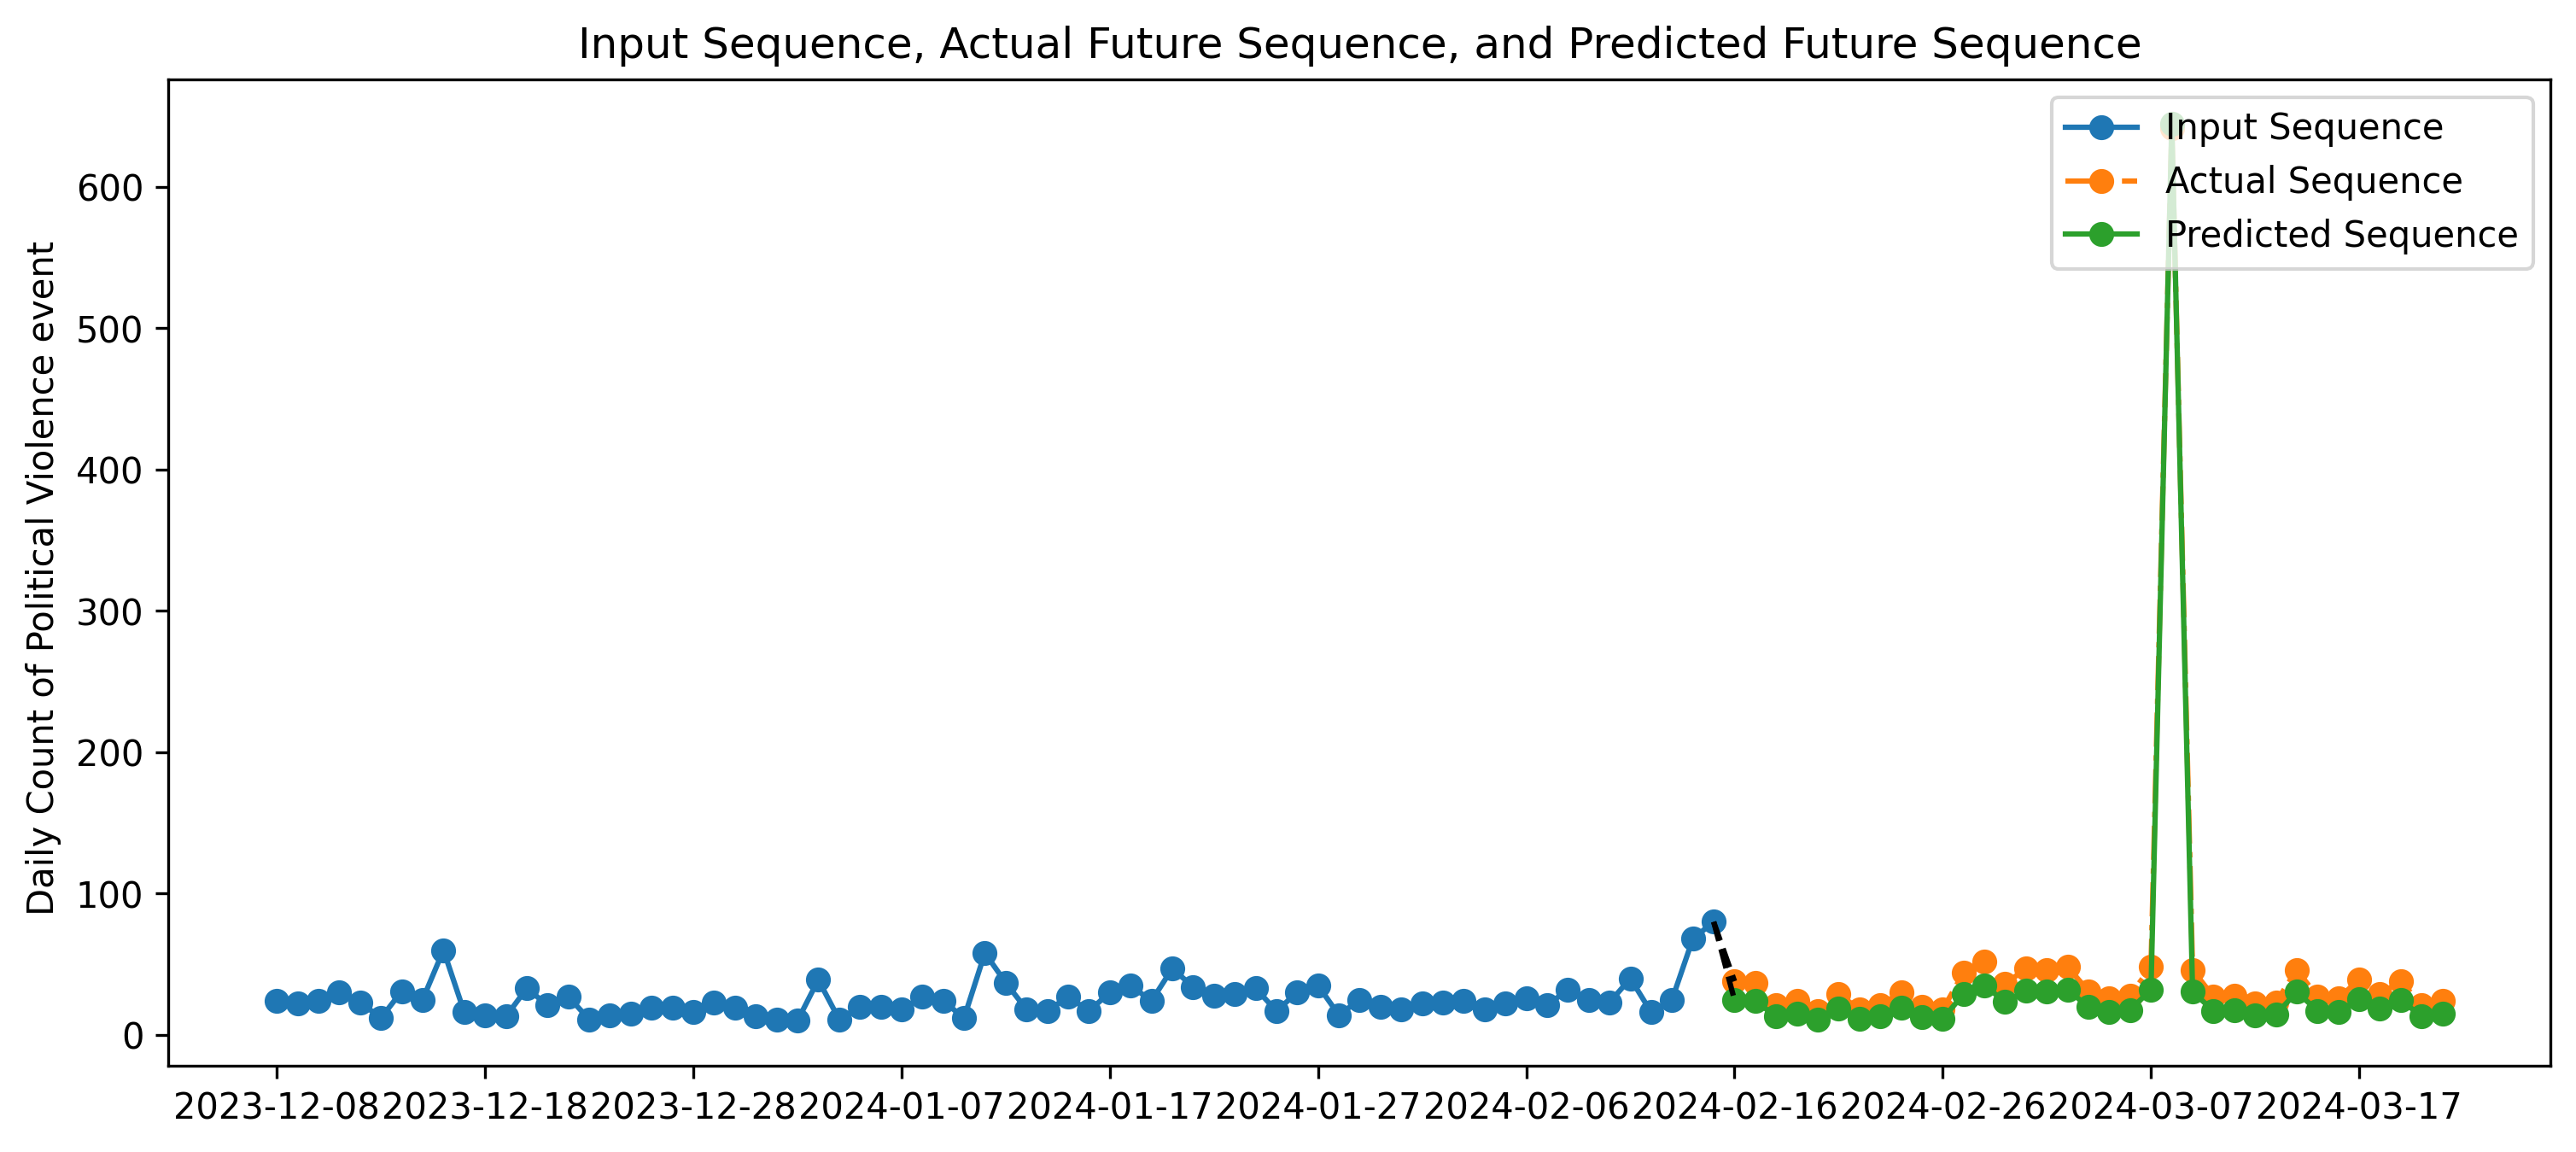 Input Sequence, Actual Future Sequence, and Predicted Future Sequence
Input Sequence
Actual Sequence
Predicted Sequence
Daily Count of Political Violence event
600
500
400
300
200
100
0
2023-12-08 2023-12-18 2023-12-28 2024-01-07 2024-01-17 2024-01-27 2024-02-06 2024-02-16 2024-02-26 2024-03-07 2024-03-17